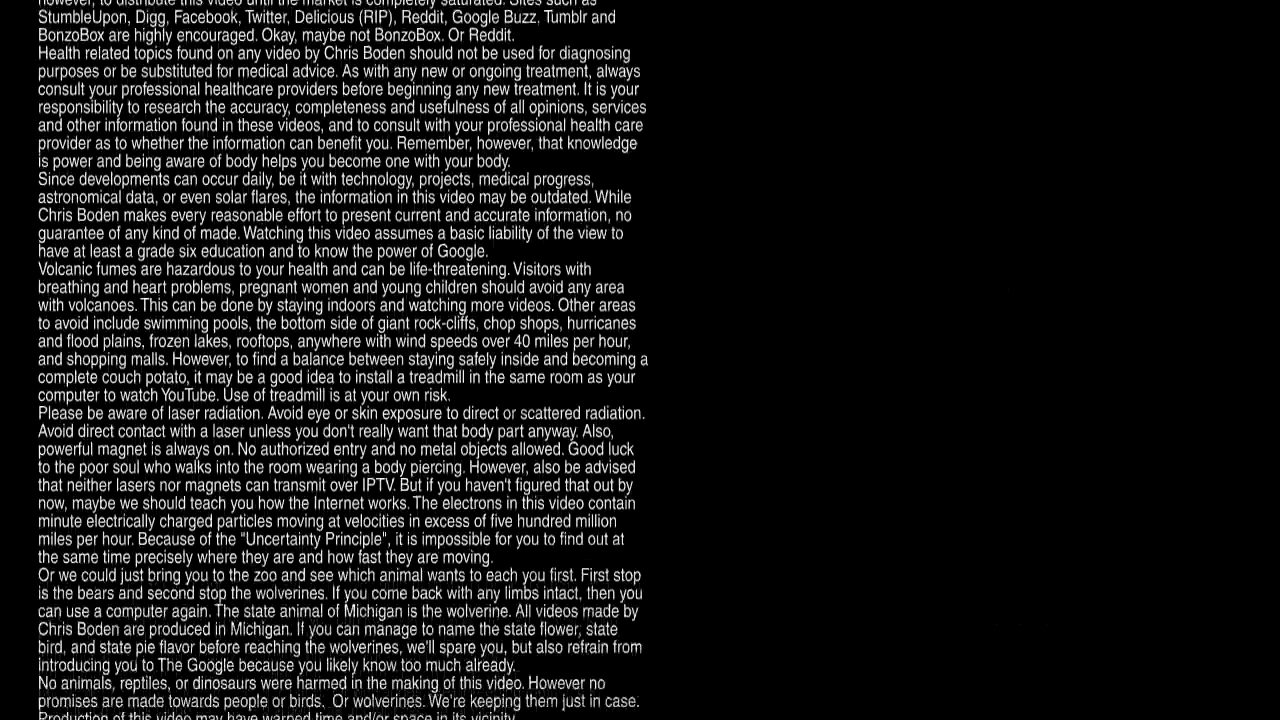 however, to distribute this video until the market is completely saturated. Sites such as
StumbleUpon, Digg, Facebook, Twitter, Delicious (RIP), Reddit, Google Buzz, Tumblr and
BonzoBox are highly encouraged. Okay, maybe not BonzoBox. Or Reddit.
Health related topics found on any video by Chris Boden should not be used for diagnosing
purposes or be substituted for medical advice. As with any new or ongoing treatment, always
consult your professional healthcare providers before beginning any new treatment. It is your
responsibility to research the accuracy, completeness and usefulness of all opinions, services
and other information found in these videos, and to consult with your professional health care
provider as to whether the information can benefit you. Remember, however, that knowledge
is power and being aware of body helps you become one with your body.
Since developments can occur daily, be it with technology, projects, medical progress,
astronomical data, or even solar flares, the information in this video may be outdated. While
Chris Boden makes every reasonable effort to present current and accurate information, no
guarantee of any kind of made. Watching this video assumes a basic liability of the view to
have at least a grade six education and to know the power of Google.
Volcanic fumes are hazardous to your health and can be life-threatening. Visitors with
breathing and heart problems, pregnant women and young children should avoid any area
with volcanoes. This can be done by staying indoors and watching more videos. Other areas
to avoid include swimming pools, the bottom side of giant rock-cliffs, chop shops, hurricanes
and flood plains, frozen lakes, rooftops, anywhere with wind speeds over 40 miles per hour,
and shopping malls. However, to find a balance between staying safely inside and becoming a
complete couch potato, it may be a good idea to install a treadmill in the same room as your
computer to watch YouTube. Use of treadmill is at your own risk.
Please be aware of laser radiation. Avoid eye or skin exposure to direct or scattered radiation.
Avoid direct contact with a laser unless you don't really want that body part anyway. Also,
powerful magnet is always on. No authorized entry and no metal objects allowed. Good luck
to the poor soul who walks into the room wearing a body piercing. However, also be advised
that neither lasers nor magnets can transmit over IPTV. But if you haven't figured that out by
now, maybe we should teach you how the Internet works. The electrons in this video contain
minute electrically charged particles moving at velocities in excess of five hundred million
miles per hour. Because of the "Uncertainty Principle", it is impossible for you to find out at
the same time precisely where they are and how fast they are moving.
Or we could just bring you to the zoo and see which animal wants to each you first. First stop
is the bears and second stop the wolverines. If you come back with any limbs intact, then you
can use a computer again. The state animal of Michigan is the wolverine. All videos made by
Chris Boden are produced in Michigan. If you can manage to name the state flower, state
bird, and state pie flavor before reaching the wolverines, we'll spare you, but also refrain from
introducing you to The Google because you likely know too much already.
No animals, reptiles, or dinosaurs were harmed in the making of this video. However no
promises are made towards people or birds. Or wolverines. We're keeping them just in case.
Production of this video may have warped time and/or space in its vicinity.